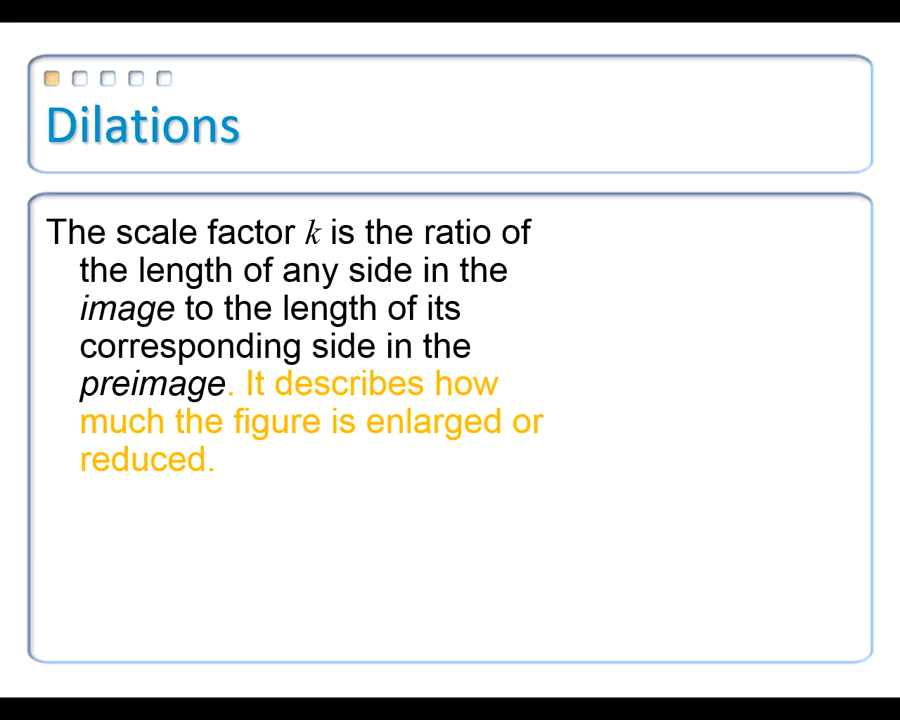 Dilations
The scale factor k is the ratio of
the length of any side in the
image to the length of its
corresponding side in the
preimage. It describes how
much the figure is enlarged or
reduced.